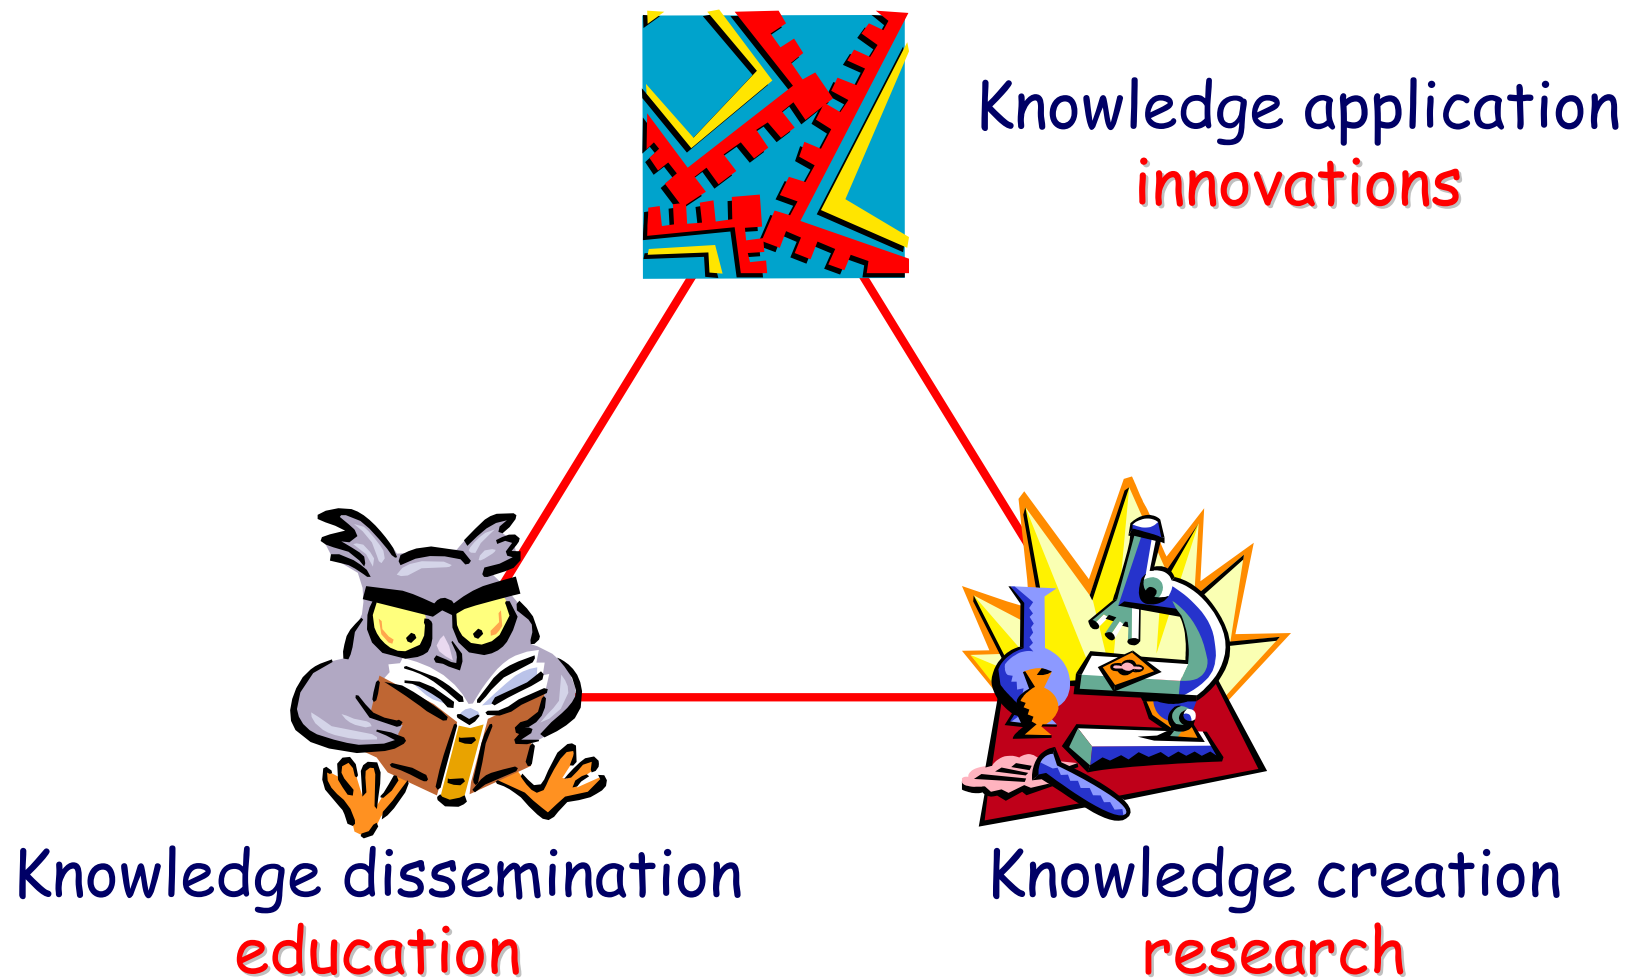 Knowledge application
innovations
Knowledge dissemination
education
Knowledge creation
research